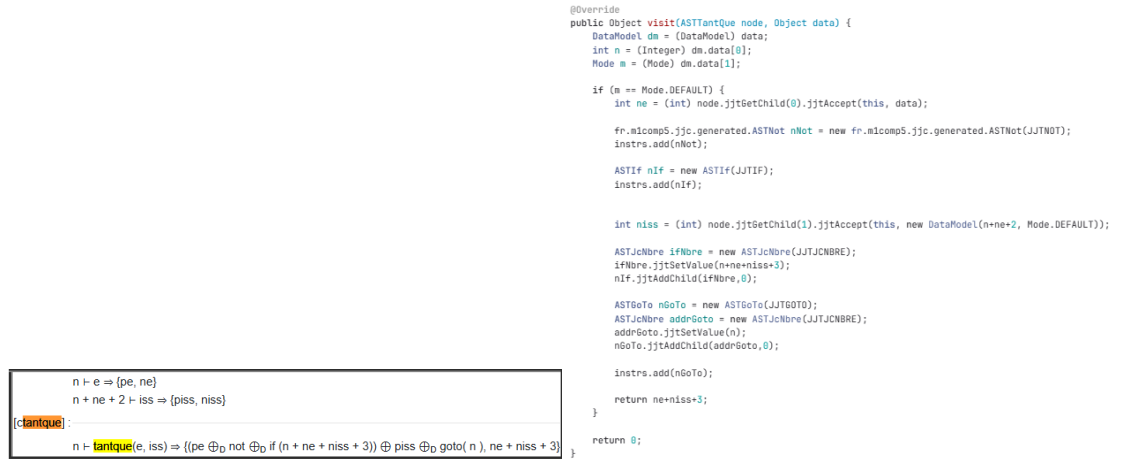 n ⊢ e ⇒ {pe, ne}
n + ne + 2 ⊢ iss ⇒ {piss, niss}
[ctantque] :
n ⊢ tantque(e, iss) ⇒ {(pe ⊕D not ⊕D if (n + ne + niss + 3)) ⊕ piss ⊕D goto( n ), ne + niss + 3}
@Override
public Object visit(ASTTantQue node, Object data) {
DataModel dm = (DataModel) data;
int n = (Integer) dm.data[0];
Mode m = (Mode) dm.data[1];
if (m == Mode.DEFAULT) {
int ne = (int) node.jjtGetChild(0).jjtAccept(this, data);
fr.m1comp5.jjc.generated.ASTNot nNot = new fr.m1comp5.jjc.generated.ASTNot(JJTNOT);
instrs.add(nNot);
ASTIf nIf = new ASTIf(JJTIF);
instrs.add(nIf);
int niss = (int) node.jjtGetChild(1).jjtAccept(this, new DataModel(n+ne+2, Mode.DEFAULT));
ASTJcNbre ifNbre = new ASTJcNbre(JJTJCNBRE);
ifNbre.jjtSetValue(n+ne+niss+3);
nIf.jjtAddChild(ifNbre,0);
ASTGoTo nGoTo = new ASTGoTo(JJTGOTO);
ASTJcNbre addrGoto = new ASTJcNbre(JJTJCNBRE);
addrGoto.jjtSetValue(n);
nGoTo.jjtAddChild(addrGoto,0);
instrs.add(nGoTo);
return ne+niss+3;
}
return 0;
}